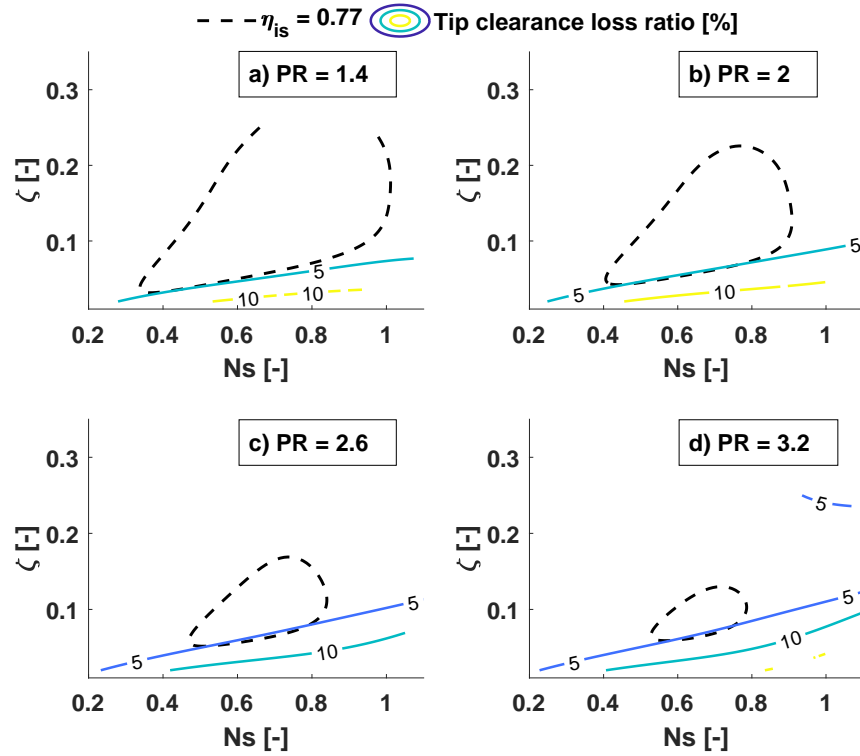 η_is = 0.77 Tip clearance loss ratio [%]
a) PR = 1.4
b) PR = 2
0.3
0.2
0.1
ζ [-]
5
10
10
0.2 0.4 0.6 0.8 1
Ns [-]
0.3
0.2
0.1
ζ [-]
5
5
10
0.2 0.4 0.6 0.8 1
Ns [-]
c) PR = 2.6
d) PR = 3.2
0.3
0.2
0.1
ζ [-]
5
5
10
0.2 0.4 0.6 0.8 1
Ns [-]
0.3
0.2
0.1
ζ [-]
5
5
5
10
0.2 0.4 0.6 0.8 1
Ns [-]